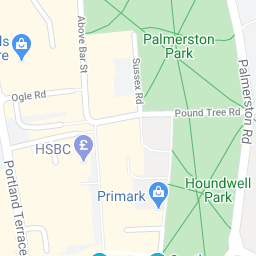 Above Bar St
Palmerston
Park
Sussex Rd
Palmerston Rd
Ogle Rd
Pound Tree Rd
HSBC
£
Portland Terrace
Primark
Houndwell
Park